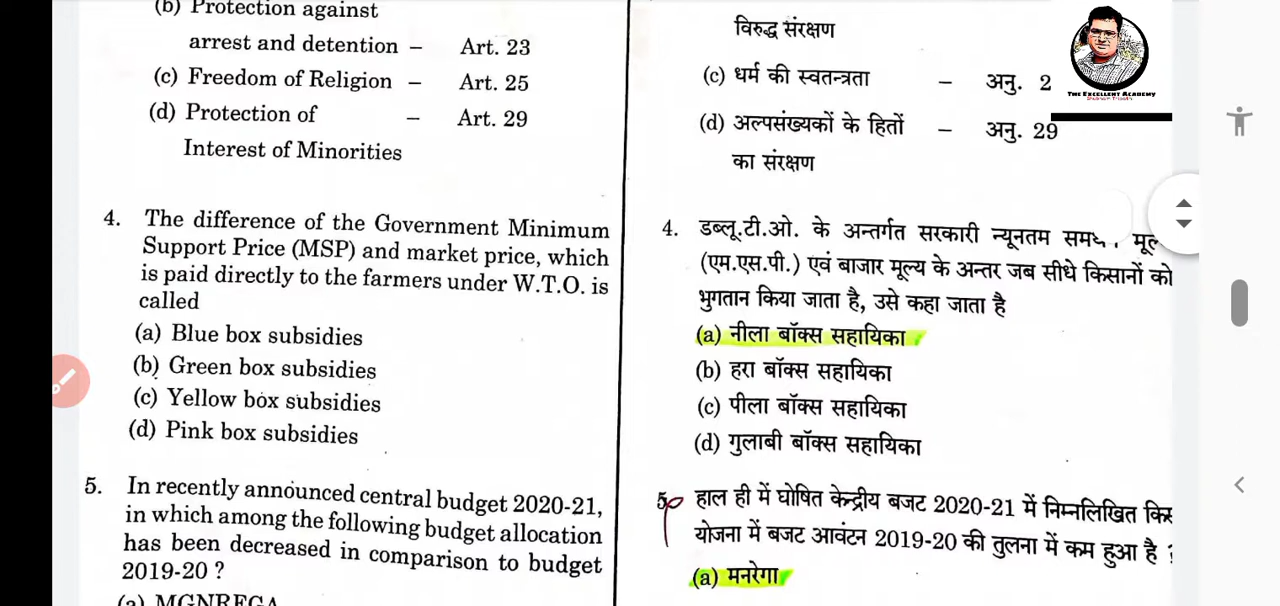 (b) Protection against
arrest and detention – Art. 23
(c) Freedom of Religion – Art. 25
(d) Protection of – Art. 29
Interest of Minorities
4. The difference of the Government Minimum
Support Price (MSP) and market price, which
is paid directly to the farmers under W.T.O. is
called
(a) Blue box subsidies
(b) Green box subsidies
(c) Yellow box subsidies
(d) Pink box subsidies
5. In recently announced central budget 2020-21,
in which among the following budget allocation
has been decreased in comparison to budget
2019-20 ?
(a) MGNREGA
विरुद्ध संरक्षण
(c) धर्म की स्वतन्त्रता – अनु. 2
(d) अल्पसंख्यकों के हितों – अनु. 29
का संरक्षण
4. डब्लू.टी.ओ. के अन्तर्गत सरकारी न्यूनतम
(एम.एस.पी.) एवं बाजार मूल्य के अन्तर जब सीधे किसानों को
भुगतान किया जाता है, उसे कहा जाता है
(a) नीला बॉक्स सहायिका
(b) हरा बॉक्स सहायिका
(c) पीला बॉक्स सहायिका
(d) गुलाबी बॉक्स सहायिका
5. हाल ही में घोषित केन्द्रीय बजट 2020-21 में निम्नलिखित
योजना में बजट आवंटन 2019-20 की तुलना में कम हुआ है ?
(a) मनरेगा
THE EXCELLENT ACADEMY